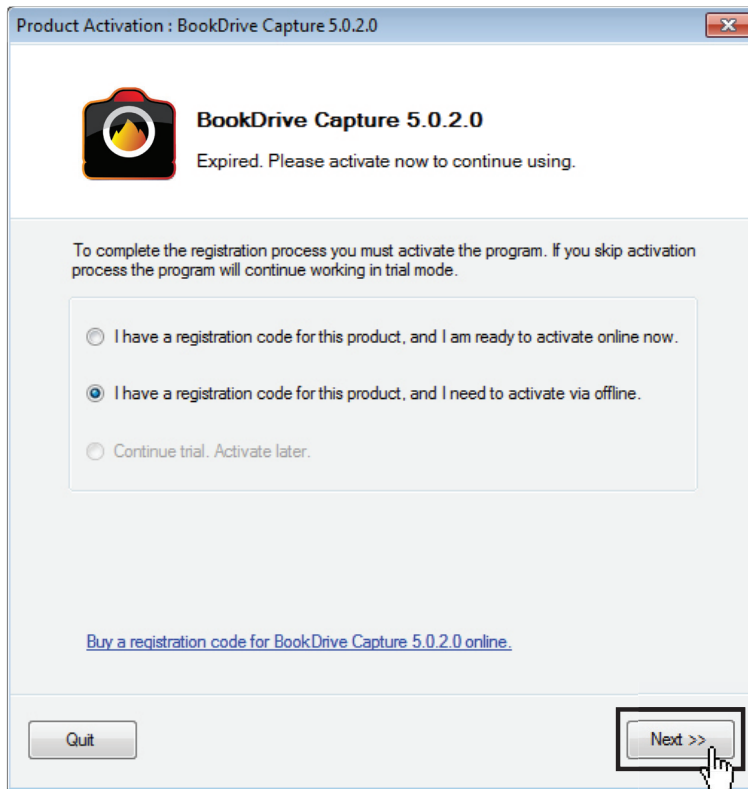 Product Activation : BookDrive Capture 5.0.2.0
BookDrive Capture 5.0.2.0
Expired. Please activate now to continue using.
To complete the registration process you must activate the program. If you skip activation
process the program will continue working in trial mode.
I have a registration code for this product, and I am ready to activate online now.
I have a registration code for this product, and I need to activate via offline.
Continue trial. Activate later.
Buy a registration code for BookDrive Capture 5.0.2.0 online.
Quit
Next >>